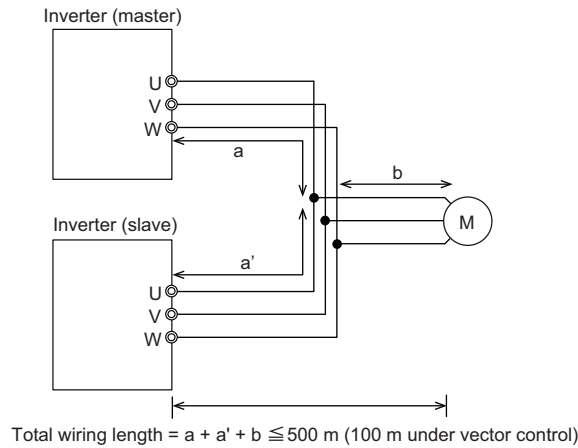 Inverter (master)
U
V
W
a
b
M
Inverter (slave)
a’
U
V
W
Total wiring length = a + a' + b ≦ 500 m (100 m under vector control)